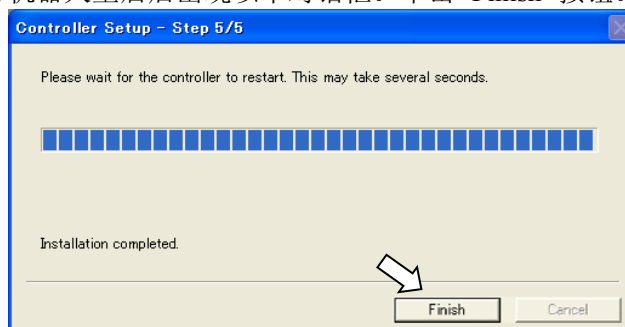 Controller Setup - Step 5/5
Please wait for the controller to restart. This may take several seconds.
Installation completed.
Finish
Cancel